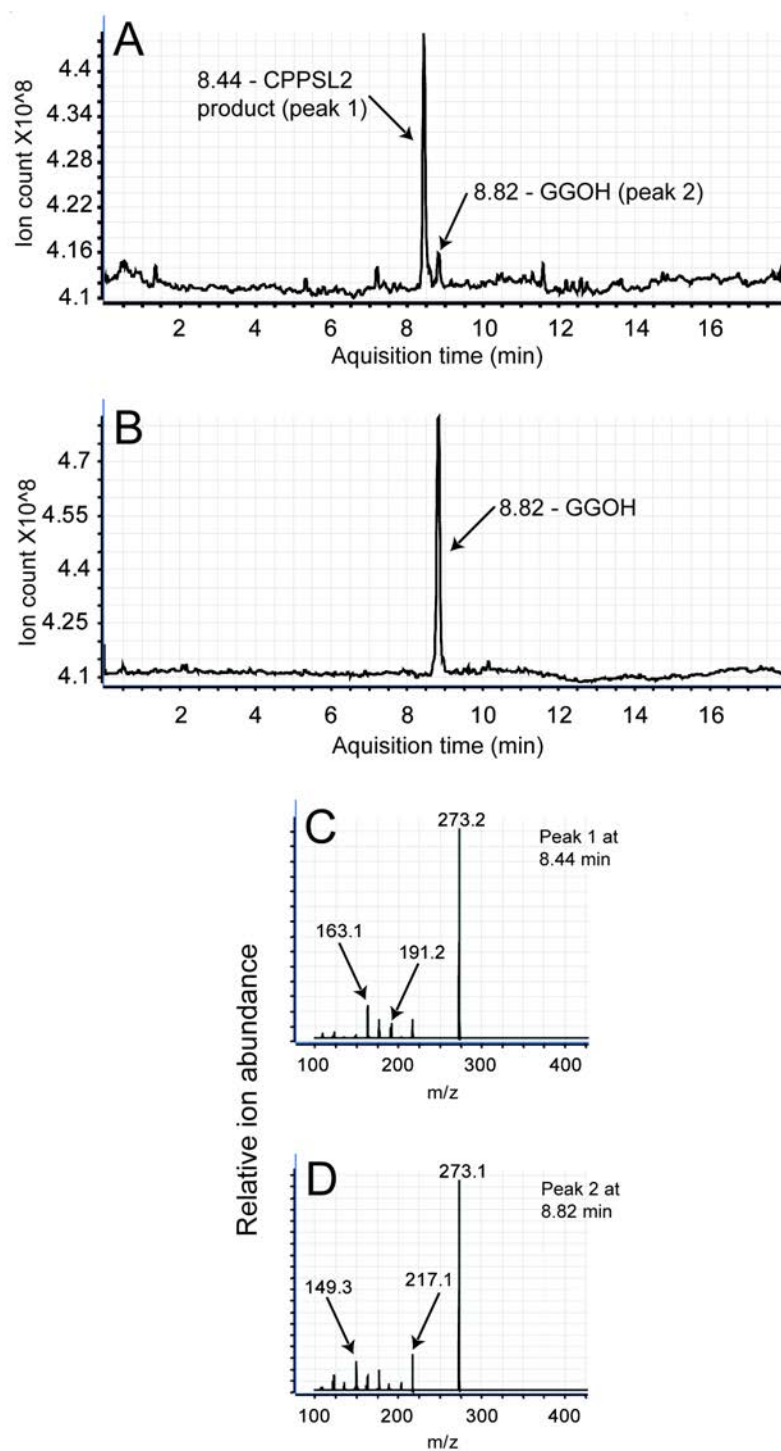 A
Ion count X10^8
4.4
4.34
4.28
4.22
4.16
4.1
8.44 - CPPSL2
product (peak 1)
8.82 - GGOH (peak 2)
2 4 6 8 10 12 14 16
Aquisition time (min)
B
Ion count X10^8
4.7
4.55
4.4
4.25
4.1
8.82 - GGOH
2 4 6 8 10 12 14 16
Aquisition time (min)
Relative ion abundance
C
273.2
Peak 1 at
8.44 min
163.1
191.2
100 200 300 400
m/z
D
273.1
Peak 2 at
8.82 min
149.3
217.1
100 200 300 400
m/z